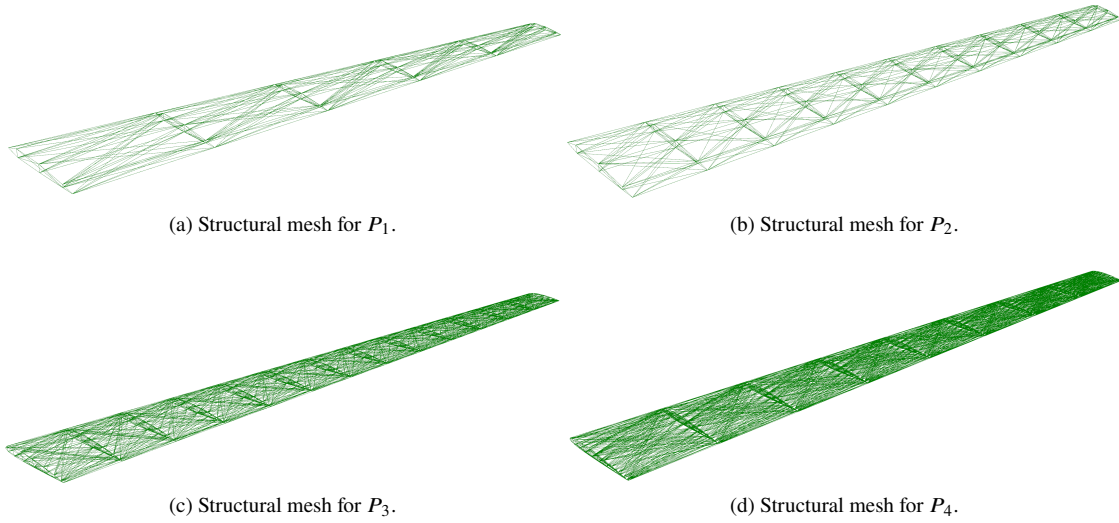 (a) Structural mesh for P1.
(b) Structural mesh for P2.
(c) Structural mesh for P3.
(d) Structural mesh for P4.